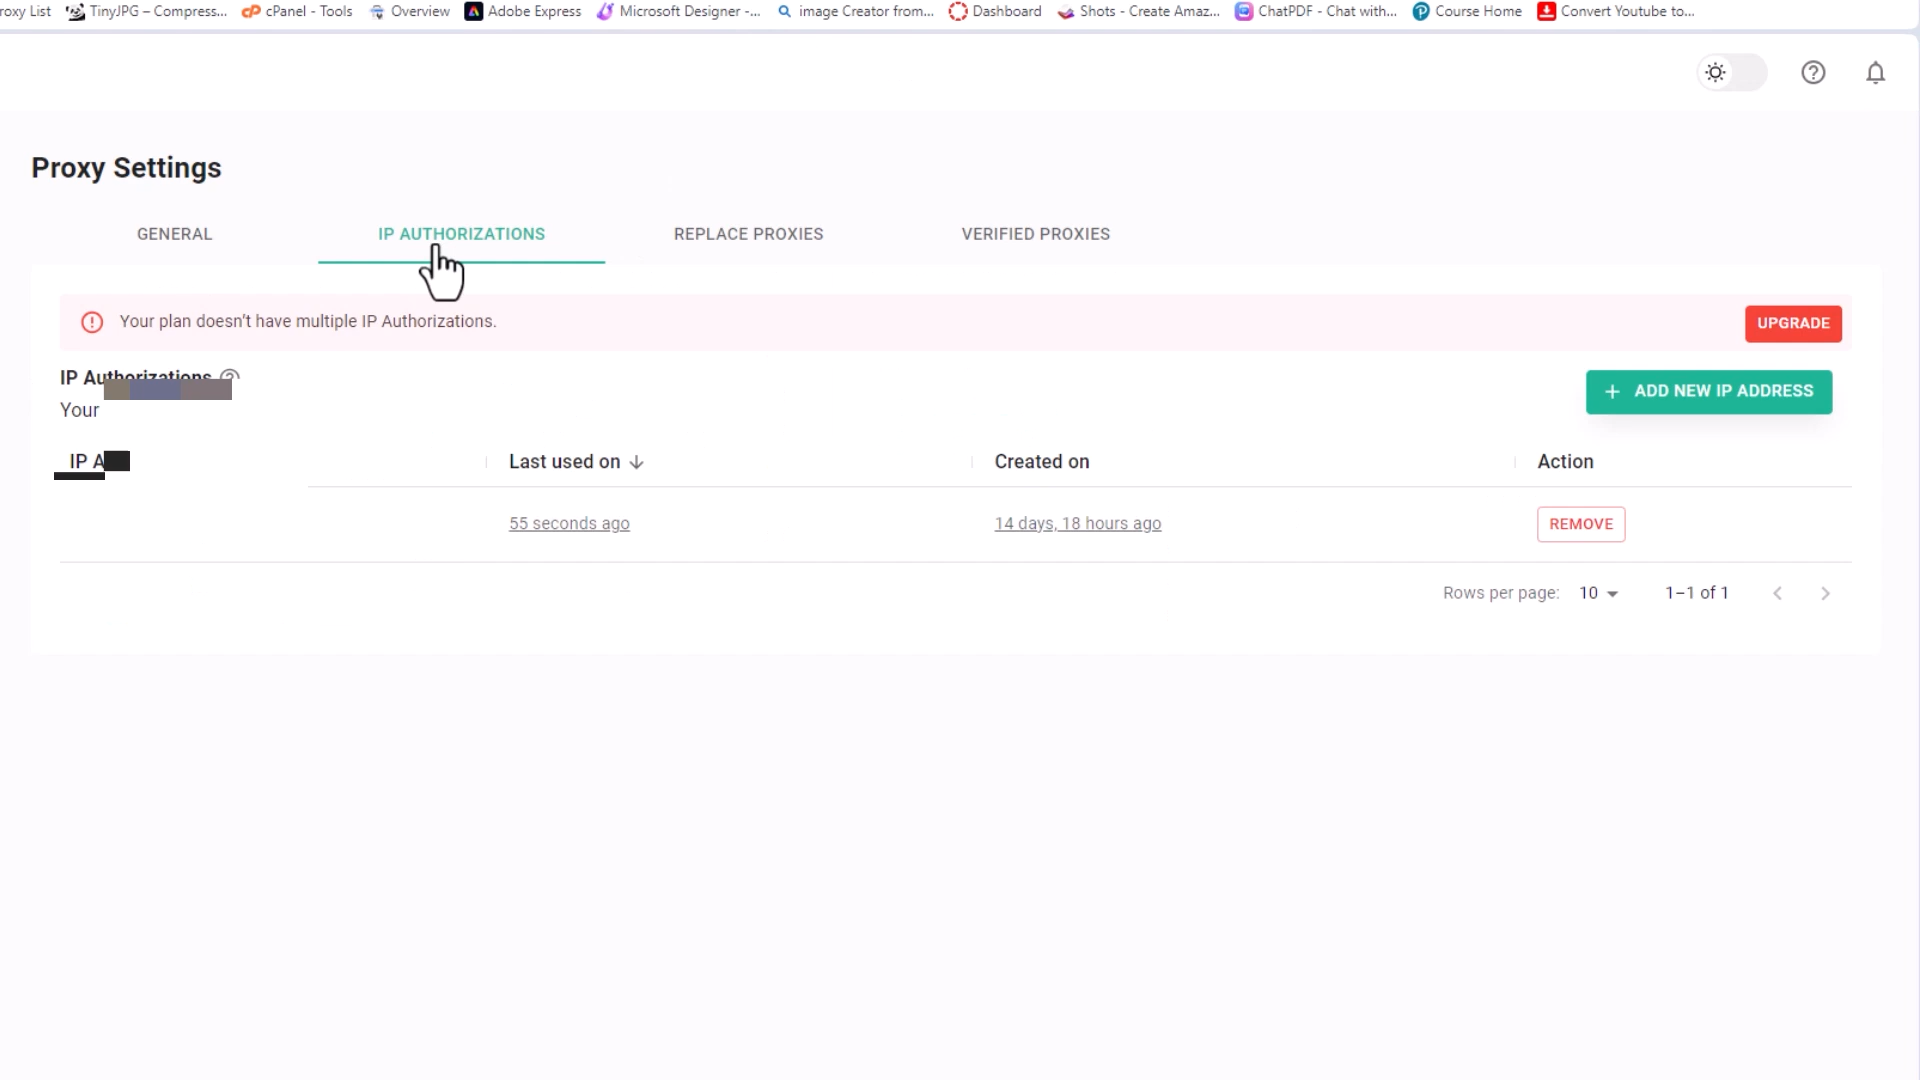 roxy List TinyJPG – Compress... cPanel - Tools Overview Adobe Express Microsoft Designer -... image Creator from... Dashboard Shots - Create Amaz... ChatPDF - Chat with... Course Home Convert Youtube to...
Proxy Settings
GENERAL IP AUTHORIZATIONS REPLACE PROXIES VERIFIED PROXIES
Your plan doesn't have multiple IP Authorizations. UPGRADE
IP Authorizations
Your
+ ADD NEW IP ADDRESS
IP A Last used on Created on Action
55 seconds ago 14 days, 18 hours ago REMOVE
Rows per page: 10 1–1 of 1